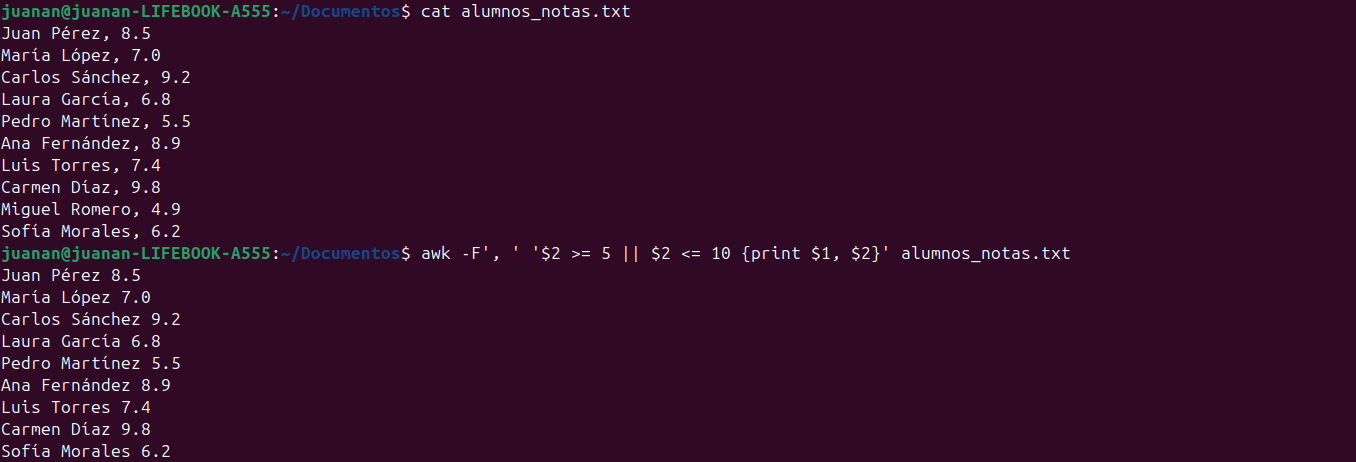 juanan@juanan-LIFEBOOK-A555:~/Documentos$ cat alumnos_notas.txt
Juan Pérez, 8.5
María López, 7.0
Carlos Sánchez, 9.2
Laura García, 6.8
Pedro Martínez, 5.5
Ana Fernández, 8.9
Luis Torres, 7.4
Carmen Díaz, 9.8
Miguel Romero, 4.9
Sofía Morales, 6.2
juanan@juanan-LIFEBOOK-A555:~/Documentos$ awk -F', ' '$2 >= 5 || $2 <= 10 {print $1, $2}' alumnos_notas.txt
Juan Pérez 8.5
María López 7.0
Carlos Sánchez 9.2
Laura García 6.8
Pedro Martínez 5.5
Ana Fernández 8.9
Luis Torres 7.4
Carmen Díaz 9.8
Sofía Morales 6.2